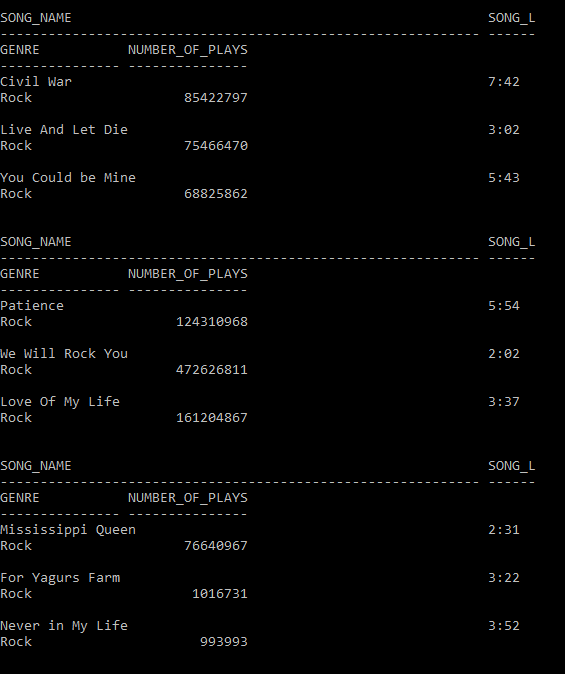 SONG_NAME                                                    SONG_L
------------------------------------------------------------ ------
GENRE           NUMBER_OF_PLAYS
--------------- ---------------
Civil War                                                    7:42
Rock                   85422797

Live And Let Die                                             3:02
Rock                   75466470

You Could be Mine                                            5:43
Rock                   68825862


SONG_NAME                                                    SONG_L
------------------------------------------------------------ ------
GENRE           NUMBER_OF_PLAYS
--------------- ---------------
Patience                                                     5:54
Rock                  124310968

We Will Rock You                                             2:02
Rock                  472626811

Love Of My Life                                              3:37
Rock                  161204867


SONG_NAME                                                    SONG_L
------------------------------------------------------------ ------
GENRE           NUMBER_OF_PLAYS
--------------- ---------------
Mississippi Queen                                            2:31
Rock                   76640967

For Yagurs Farm                                              3:22
Rock                    1016731

Never in My Life                                             3:52
Rock                     993993